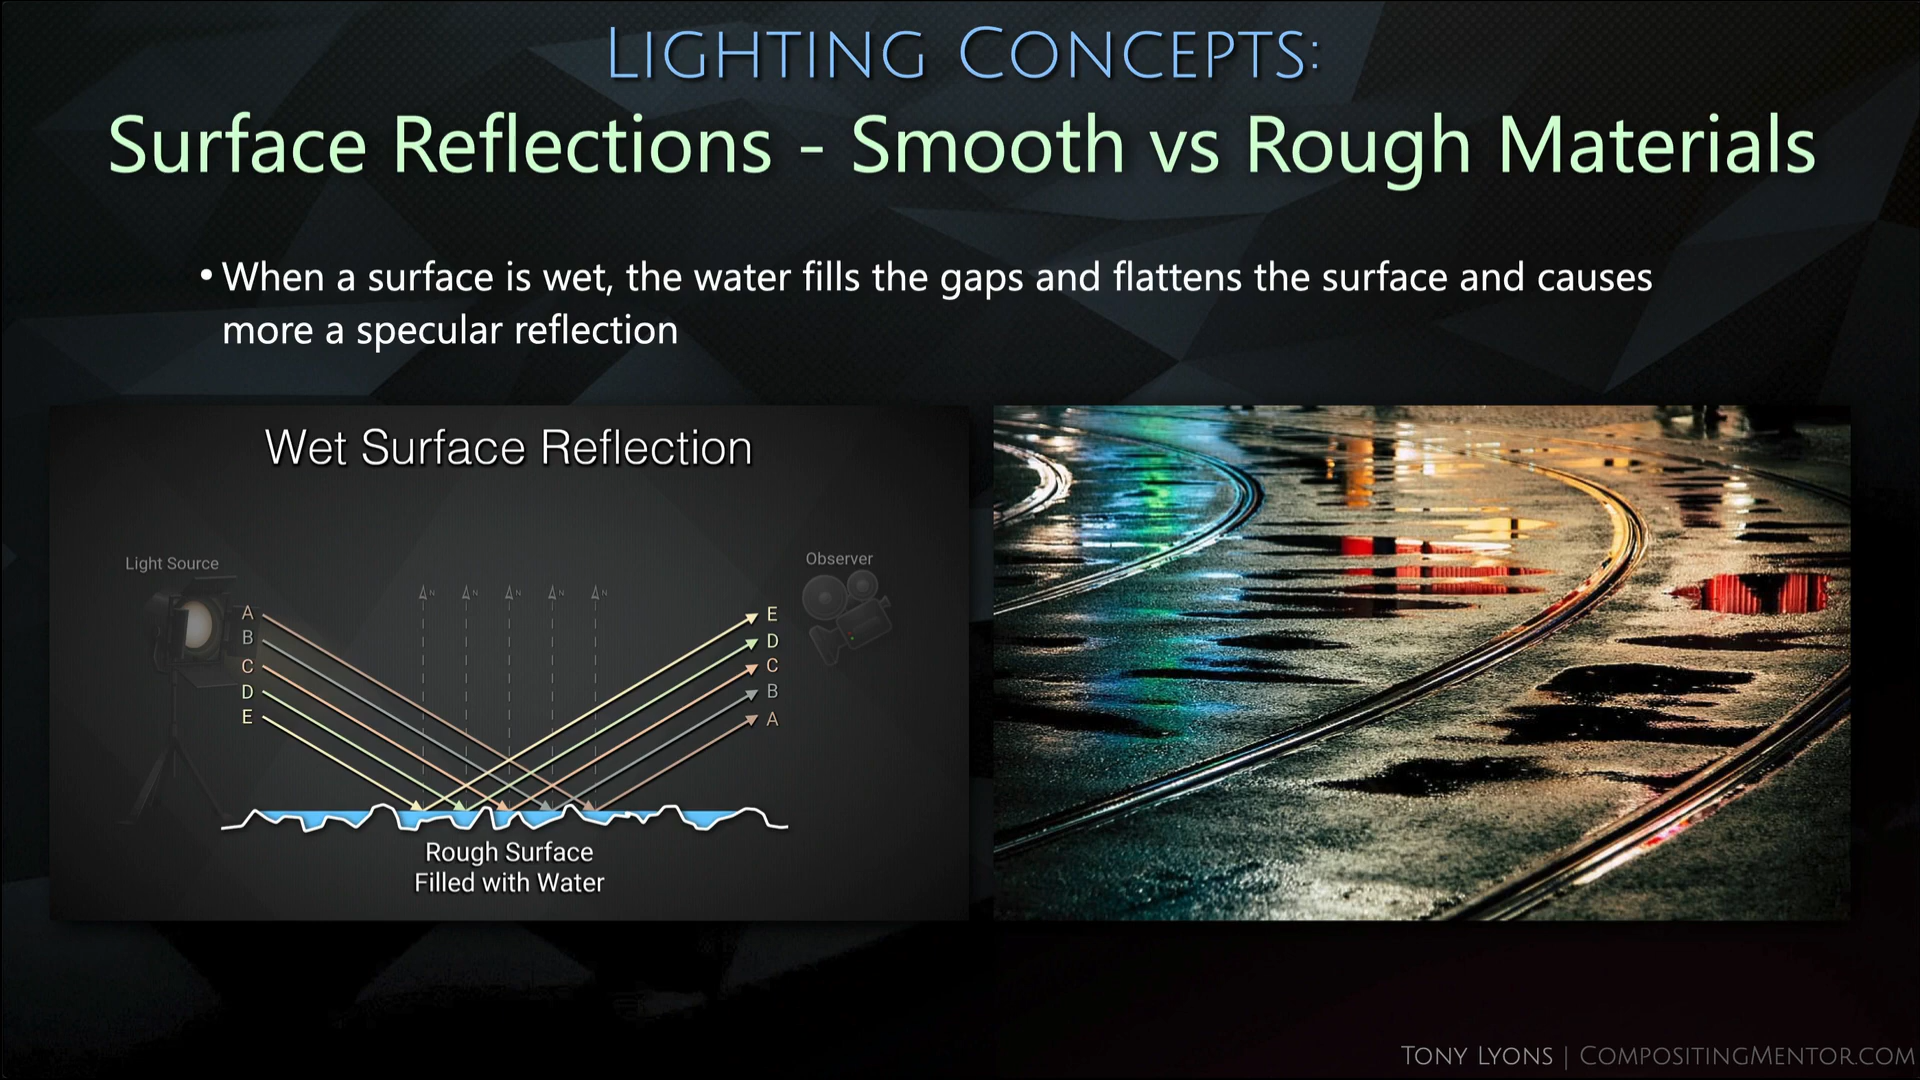 Lighting Concepts:
Surface Reflections - Smooth vs Rough Materials
• When a surface is wet, the water fills the gaps and flattens the surface and causes
more a specular reflection
Wet Surface Reflection
Light Source
Observer
N N N N N
A
B
C
D
E
E
D
C
B
A
Rough Surface
Filled with Water
Tony Lyons | CompositingMentor.com